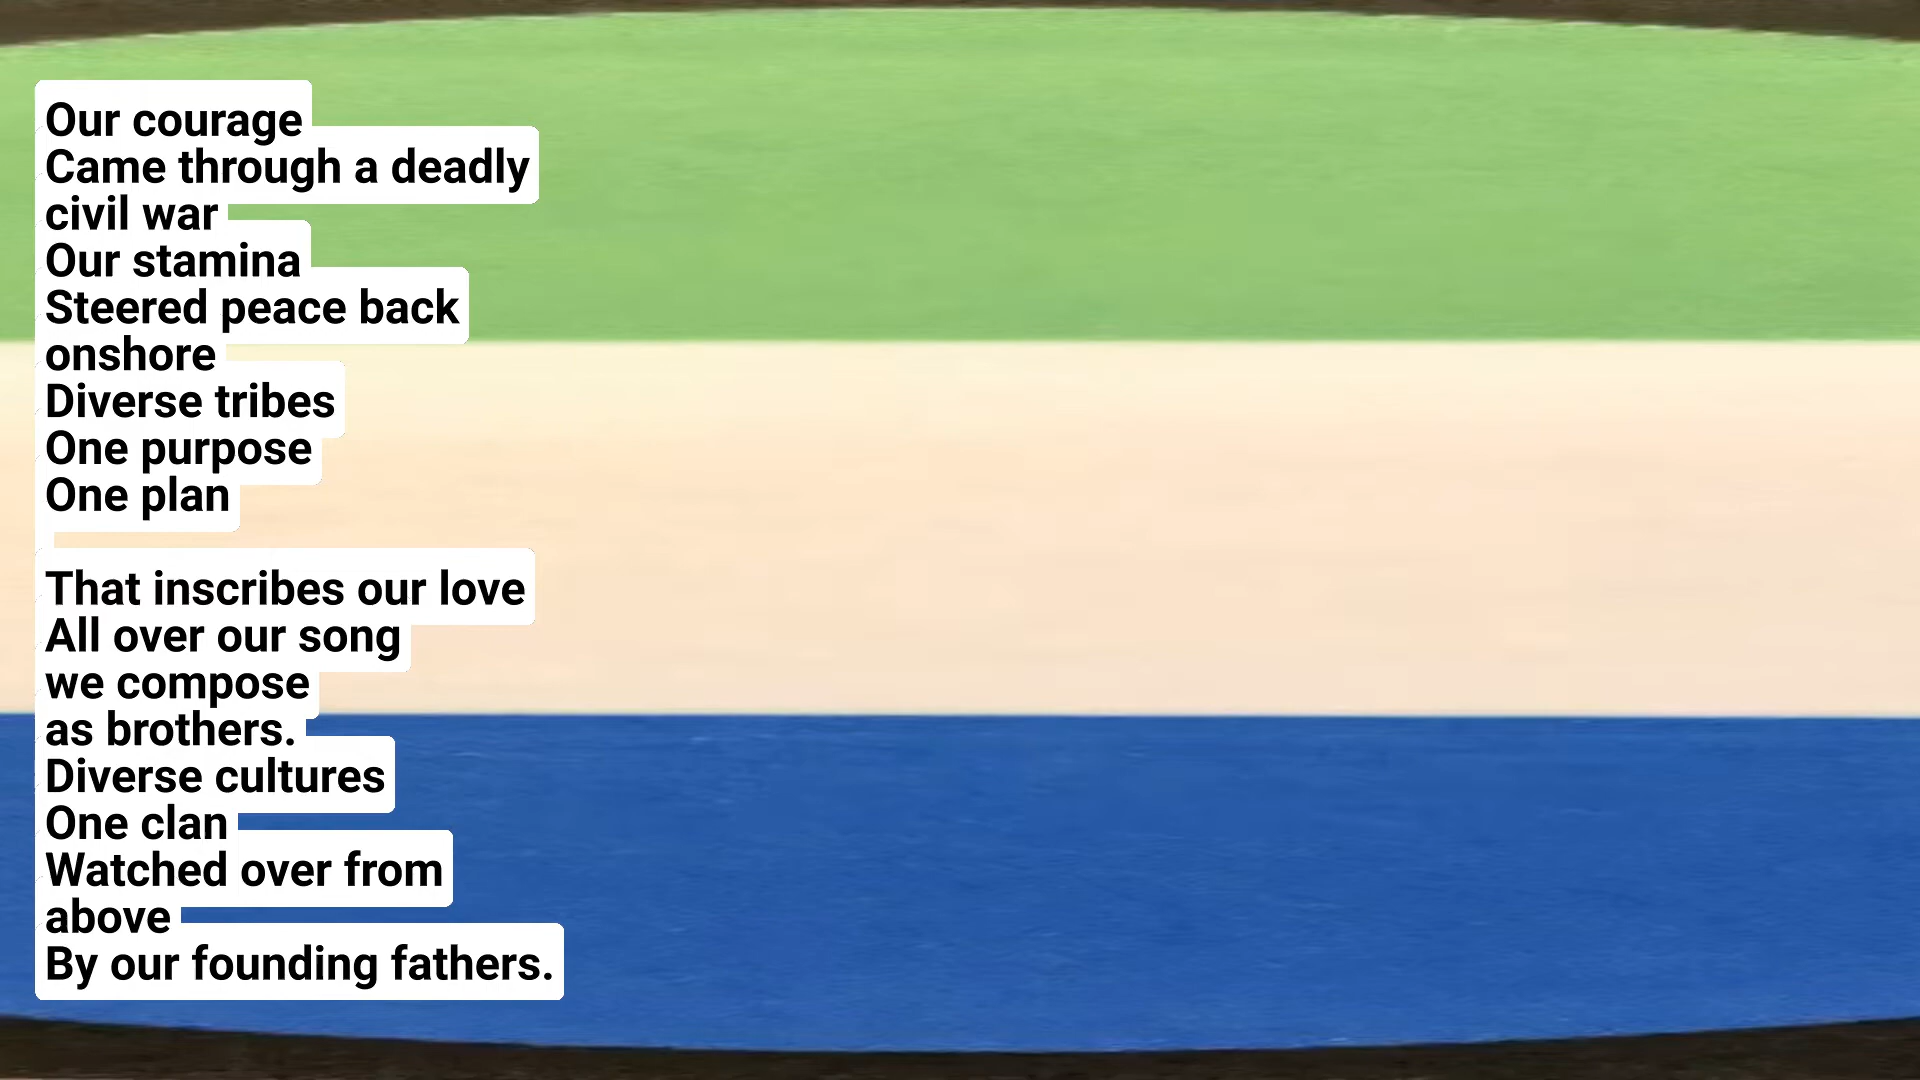 Our courage
Came through a deadly
civil war
Our stamina
Steered peace back
onshore
Diverse tribes
One purpose
One plan

That inscribes our love
All over our song
we compose
as brothers.
Diverse cultures
One clan
Watched over from
above
By our founding fathers.